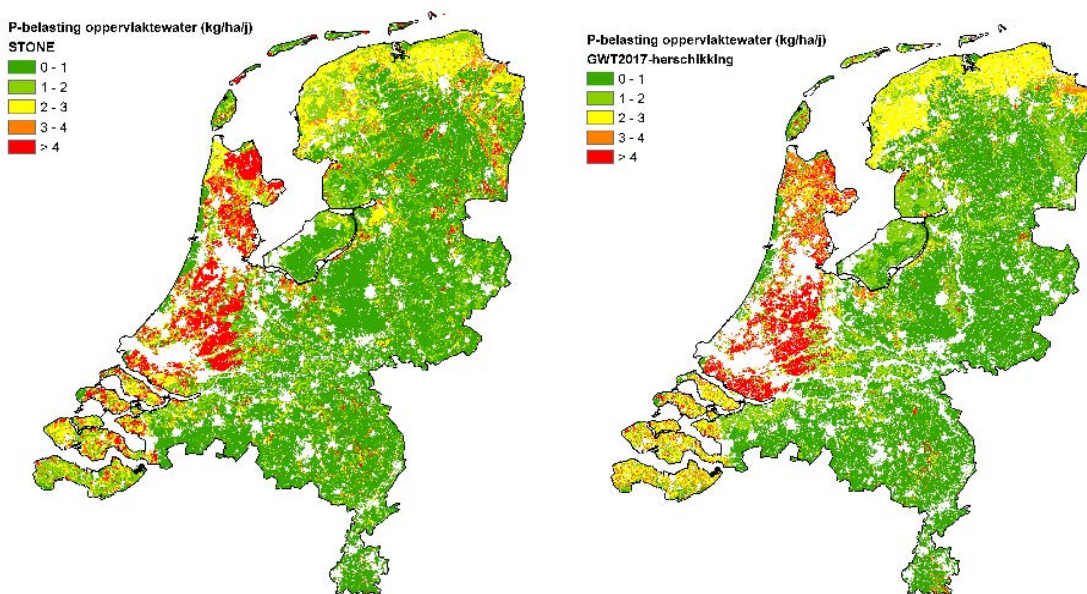 P-belasting oppervlaktewater (kg/ha/j)
STONE
0 - 1
1 - 2
2 - 3
3 - 4
> 4
P-belasting oppervlaktewater (kg/ha/j)
GWT2017-herschikking
0 - 1
1 - 2
2 - 3
3 - 4
> 4